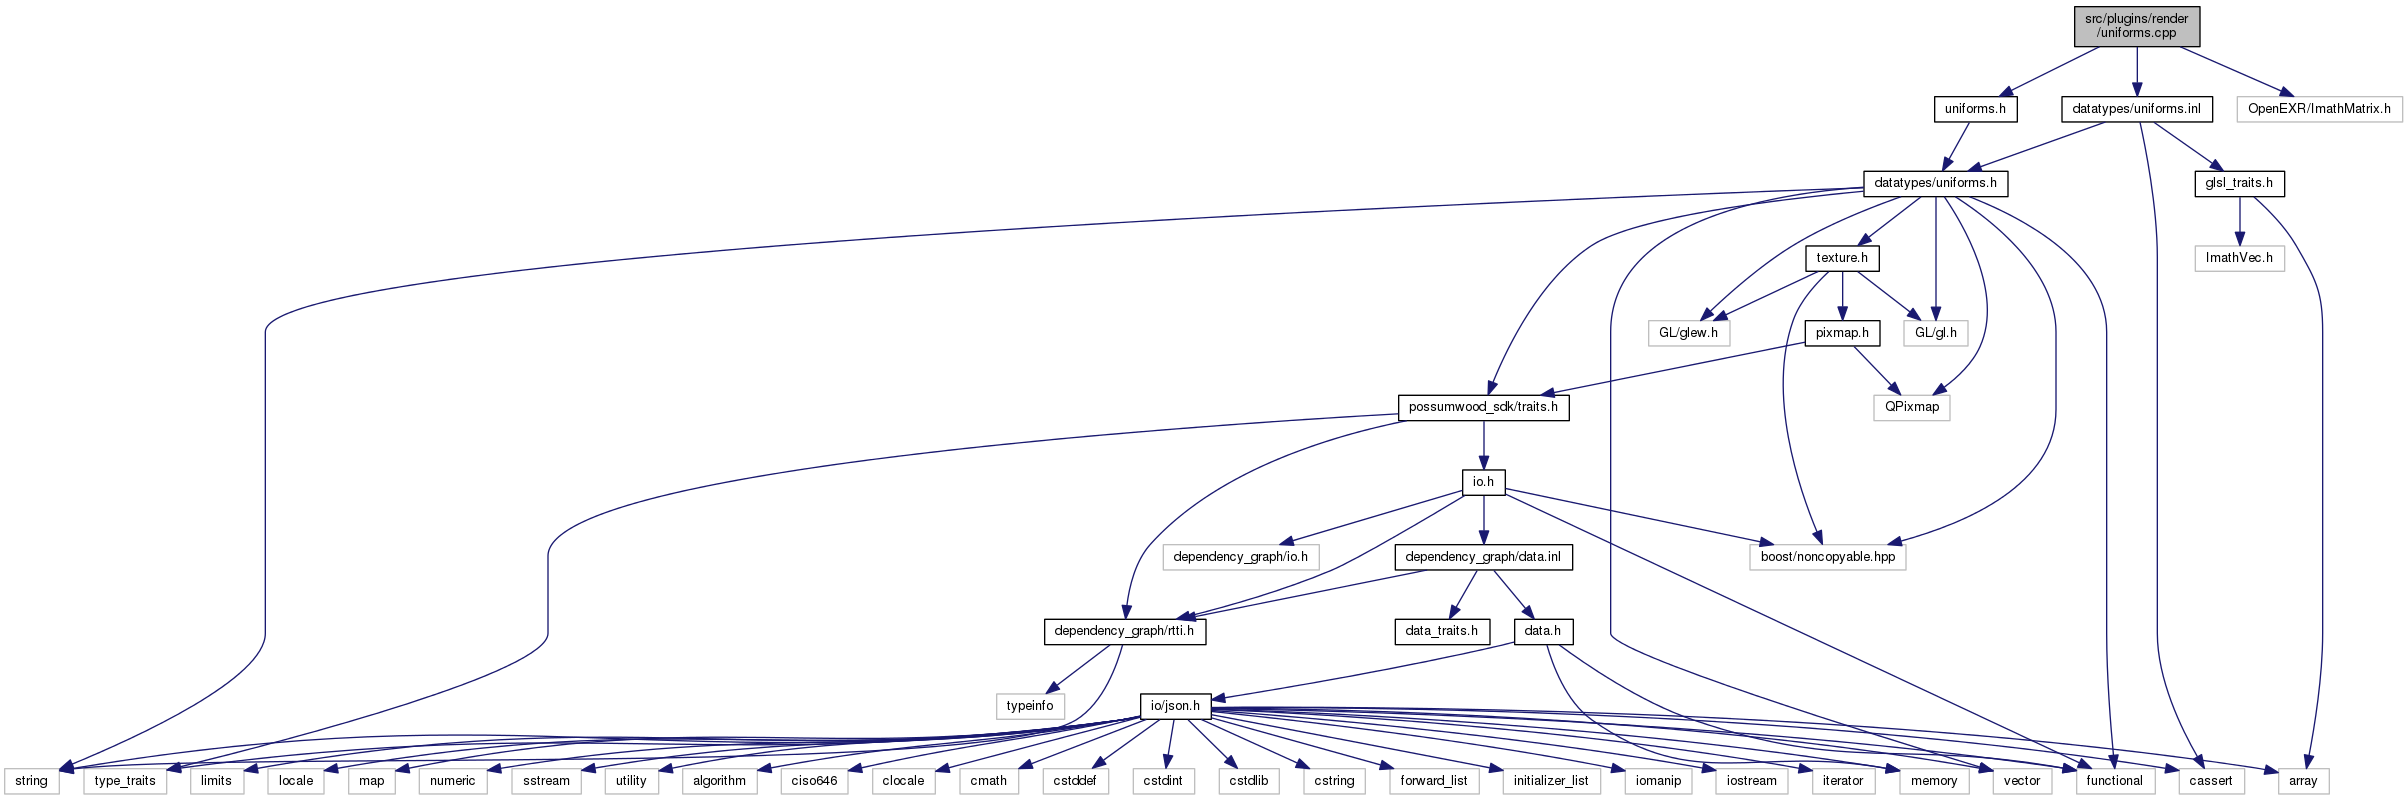 src/plugins/render
/uniforms.cpp
uniforms.h
datatypes/uniforms.inl
OpenEXR/ImathMatrix.h
datatypes/uniforms.h
glsl_traits.h
texture.h
ImathVec.h
GL/glew.h
pixmap.h
GL/gl.h
possumwood_sdk/traits.h
QPixmap
io.h
dependency_graph/io.h
dependency_graph/data.inl
boost/noncopyable.hpp
dependency_graph/rtti.h
data_traits.h
data.h
typeinfo
io/json.h
string
type_traits
limits
locale
map
numeric
sstream
utility
algorithm
ciso646
clocale
cmath
cstddef
cstdint
cstdlib
cstring
forward_list
initializer_list
iomanip
iostream
iterator
memory
vector
functional
cassert
array